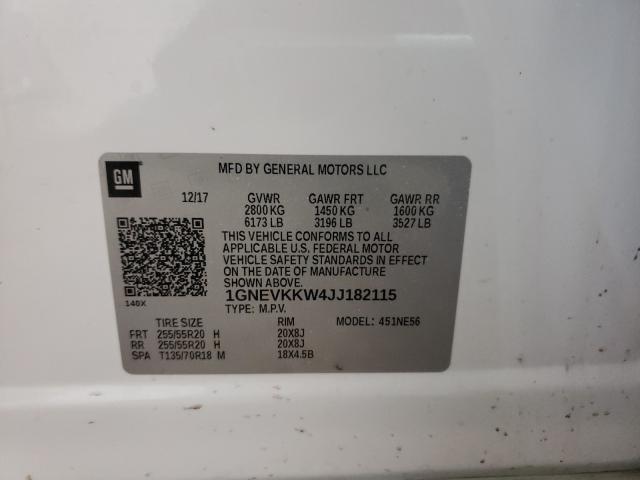 GM
MFD BY GENERAL MOTORS LLC
12/17 GVWR GAWR FRT GAWR RR
2800 KG 1450 KG 1600 KG
6173 LB 3196 LB 3527 LB
THIS VEHICLE CONFORMS TO ALL
APPLICABLE U.S. FEDERAL MOTOR
VEHICLE SAFETY STANDARDS IN EFFECT
ON THE DATE OF MANUFACTURE
SHOWN ABOVE.
1GNEVKKW4JJ182115
140X
TYPE: M.P.V.
TIRE SIZE RIM MODEL: 451NE56
FRT 255/55R20 H 20X8J
RR 255/55R20 H 20X8J
SPA T135/70R18 M 18X4.5B